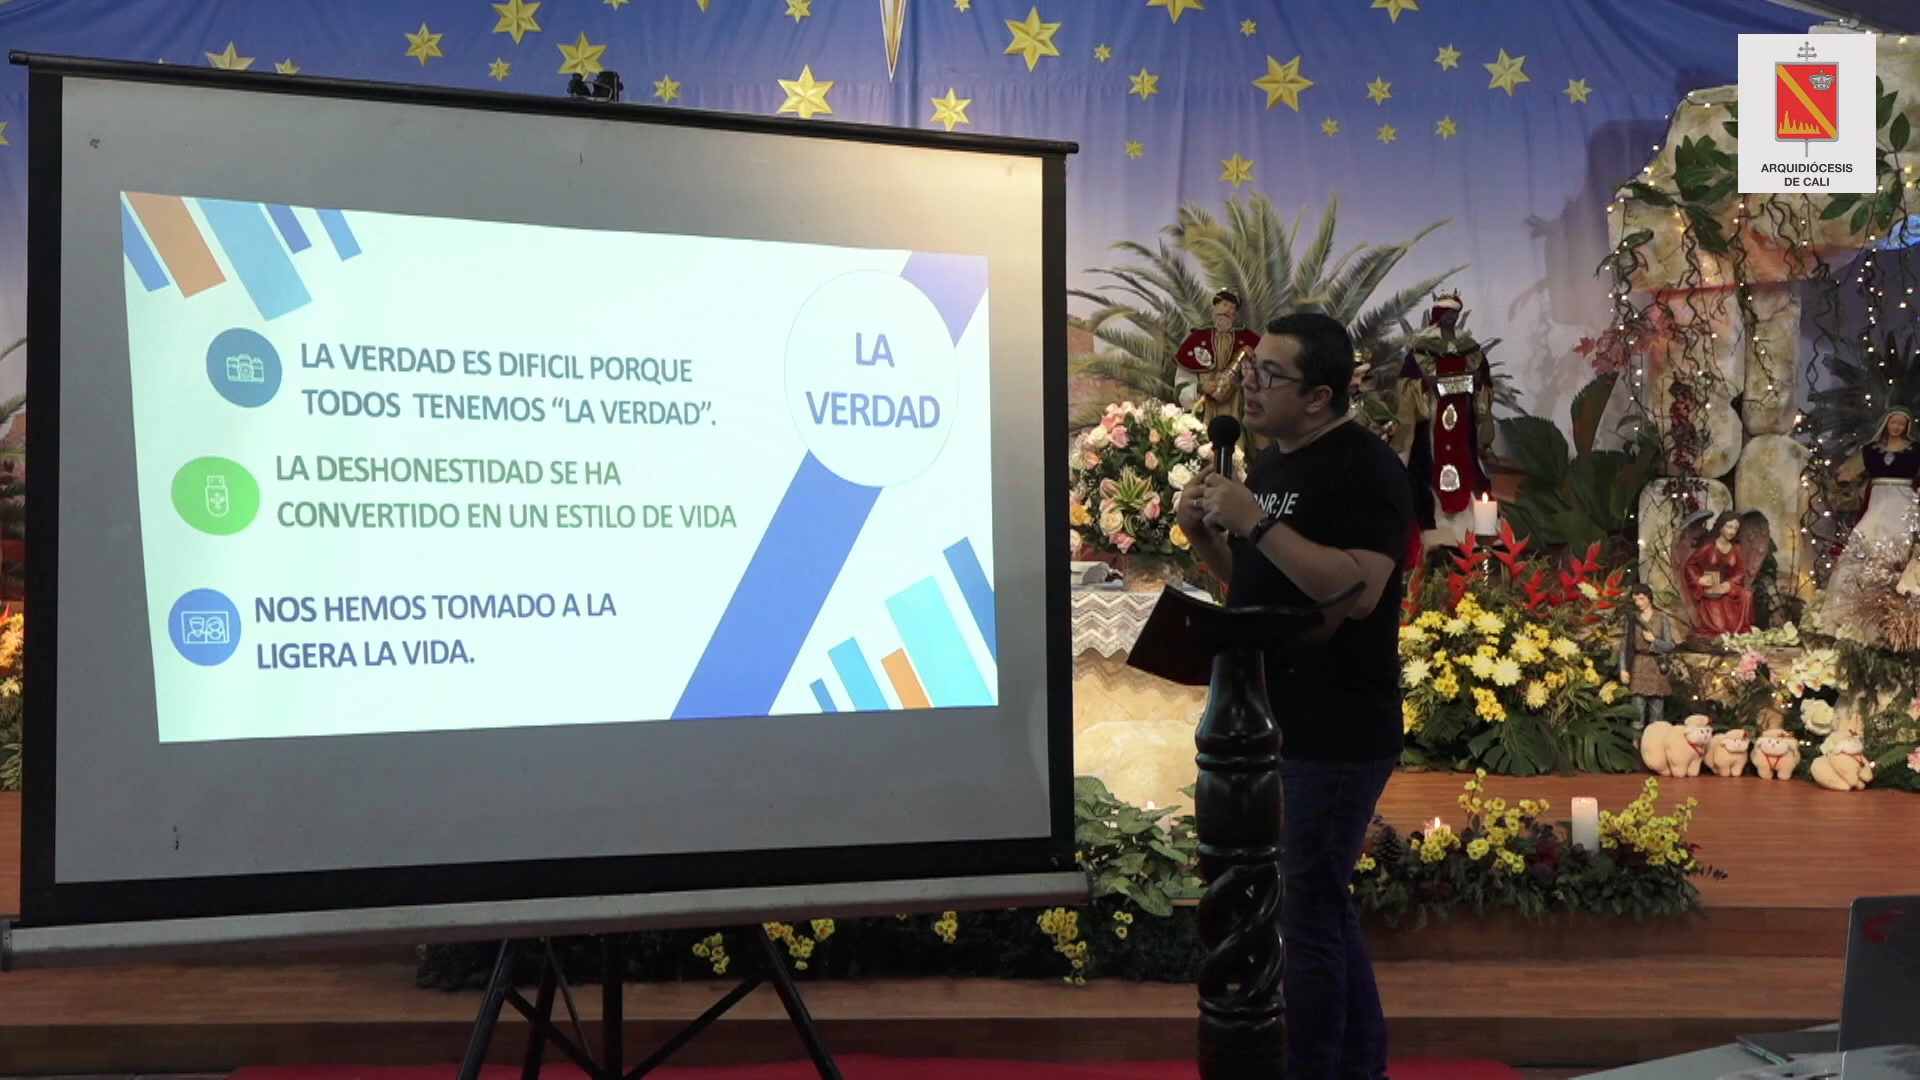 LA VERDAD ES DIFICIL PORQUE
TODOS TENEMOS “LA VERDAD”.
LA DESHONESTIDAD SE HA
CONVERTIDO EN UN ESTILO DE VIDA
NOS HEMOS TOMADO A LA
LIGERA LA VIDA.
LA
VERDAD
ARQUIDIÓCESIS
DE CALI